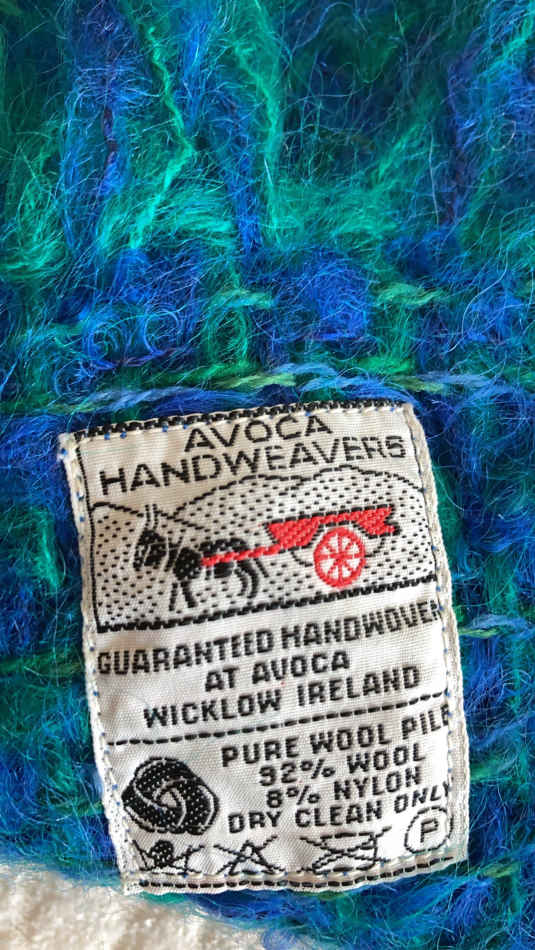 AVOCA
HANDWEAVERS
GUARANTEED HANDWOVEN
AT AVOCA
WICKLOW IRELAND
PURE WOOL PILE
92% WOOL
8% NYLON
DRY CLEAN ONLY
P